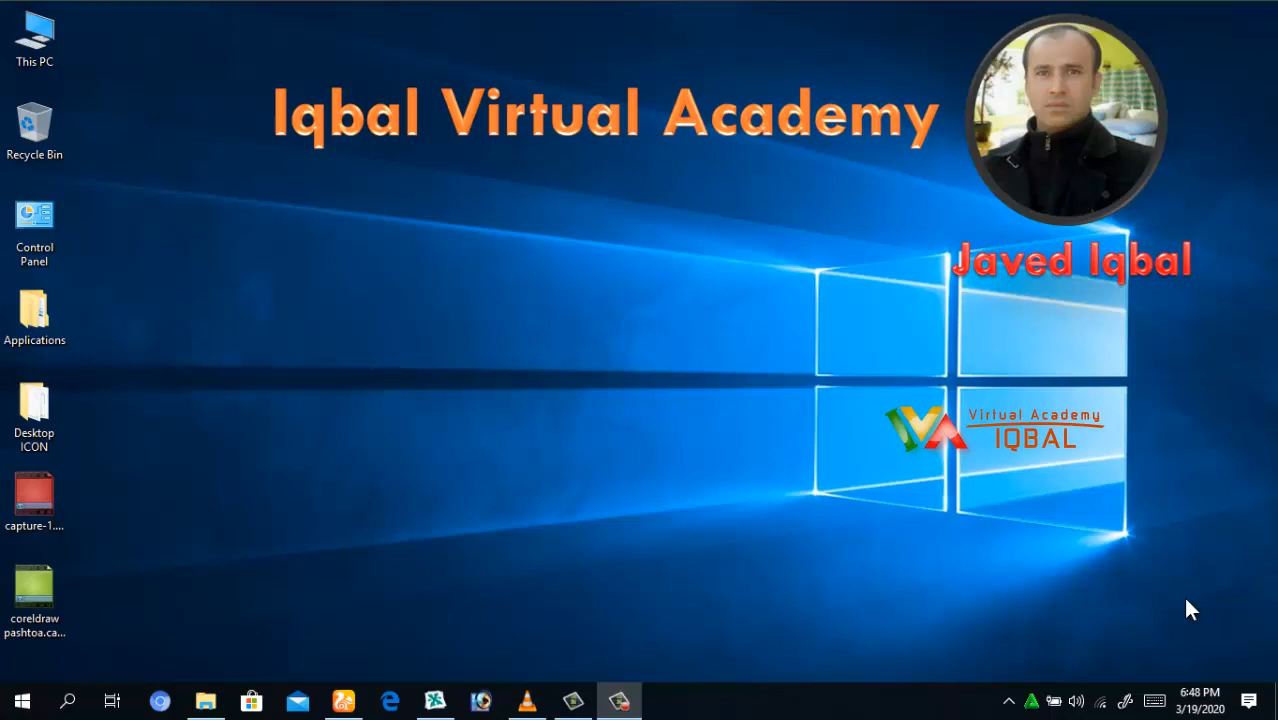 Iqbal Virtual Academy
Javed Iqbal
Virtual Academy
IQBAL
This PC
Recycle Bin
Control
Panel
Applications
Desktop
ICON
capture-1....
coreldraw
pashtoa.ca...
6:48 PM
3/19/2020